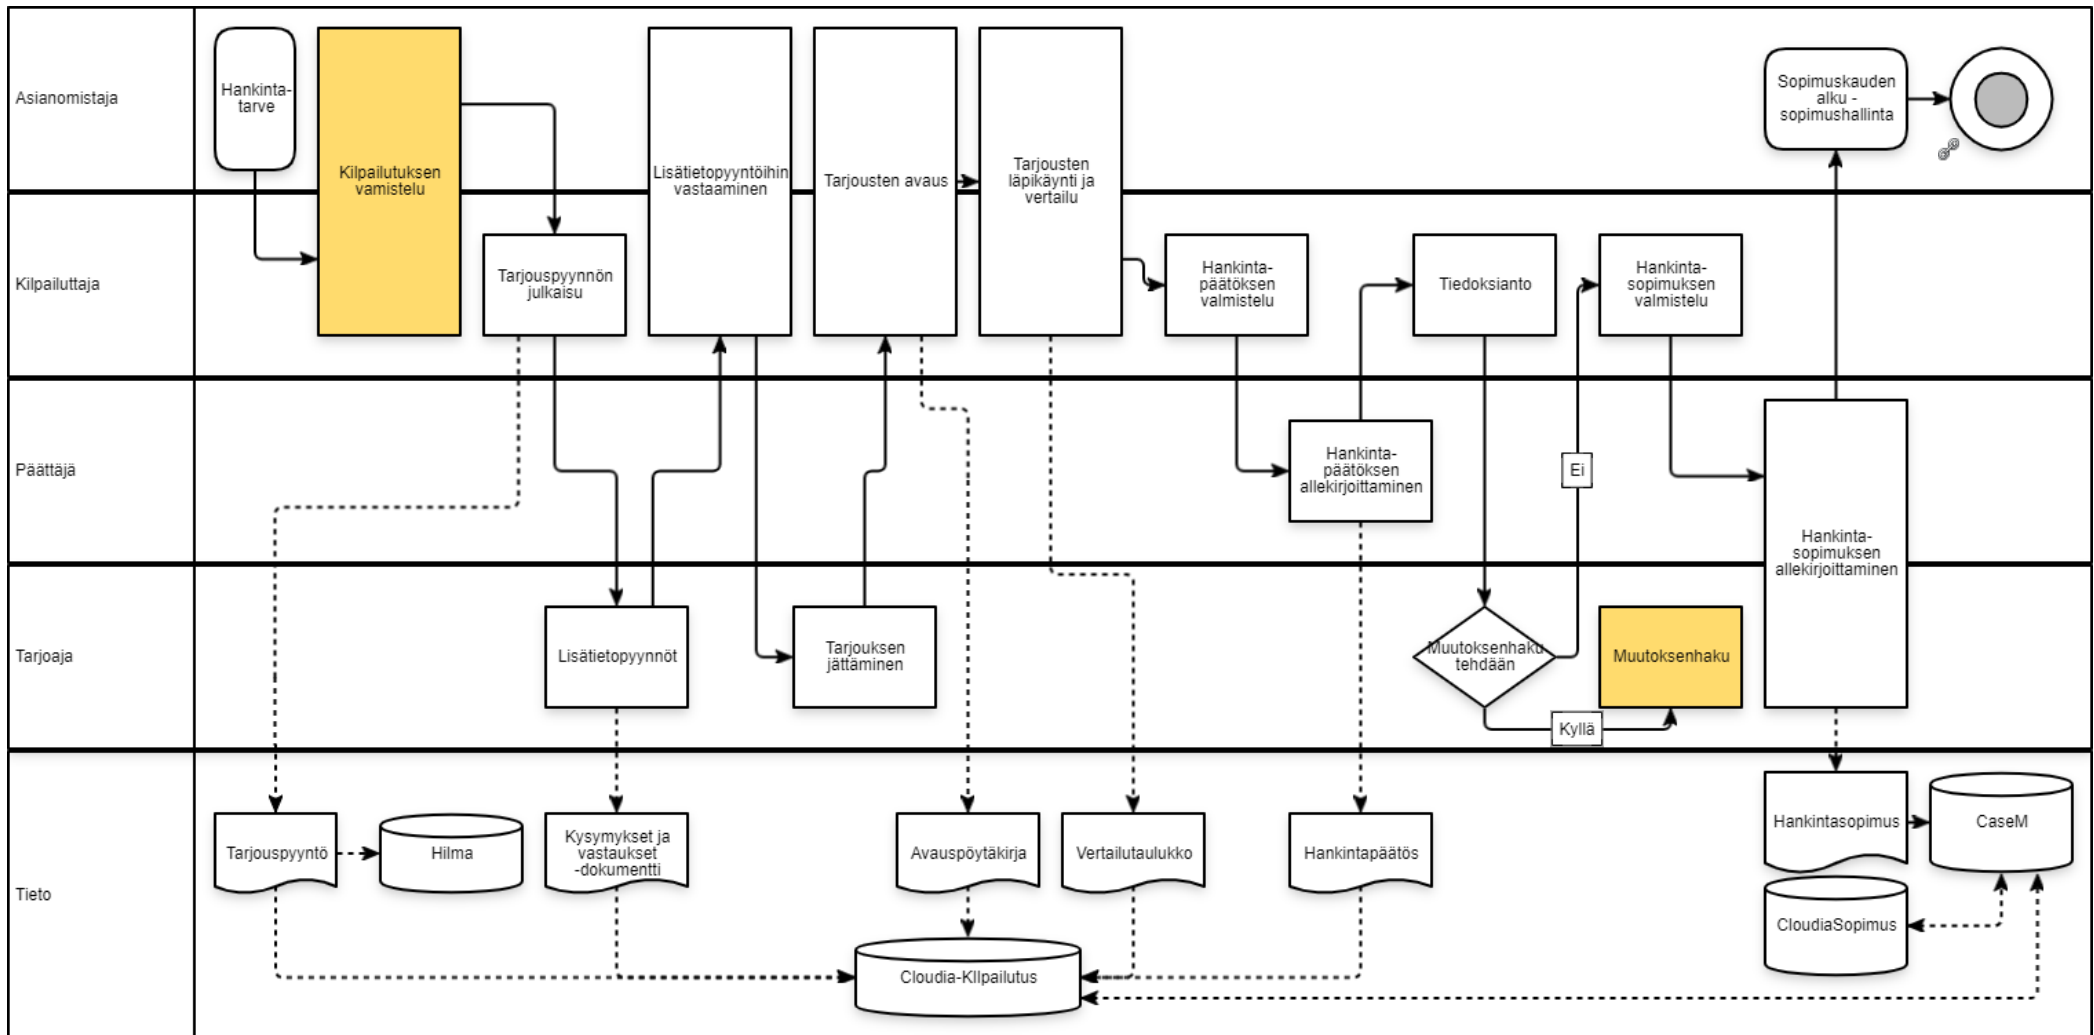 Asianomistaja
Hankinta-
tarve
Kilpailutuksen
vamistelu
Lisätietopyyntöihin
vastaaminen
Tarjousten avaus
Tarjousten
läpikäynti ja
vertailu
Sopimuskauden
alku -
sopimushallinta
Kilpailuttaja
Tarjouspyynnön
julkaisu
Hankinta-
päätöksen
valmistelu
Tiedoksianto
Hankinta-
sopimuksen
valmistelu
Päättäjä
Hankinta-
päätöksen
allekirjoittaminen
Ei
Hankinta-
sopimuksen
allekirjoittaminen
Tarjoaja
Lisätietopyynnöt
Tarjouksen
jättäminen
Muutoksenhaku
tehdään
Muutoksenhaku
Kyllä
Tieto
Tarjouspyyntö
Hilma
Kysymykset ja
vastaukset
-dokumentti
Avauspöytäkirja
Vertailutaulukko
Hankintapäätös
Hankintasopimus
CaseM
CloudiaSopimus
Cloudia-KIlpailutus